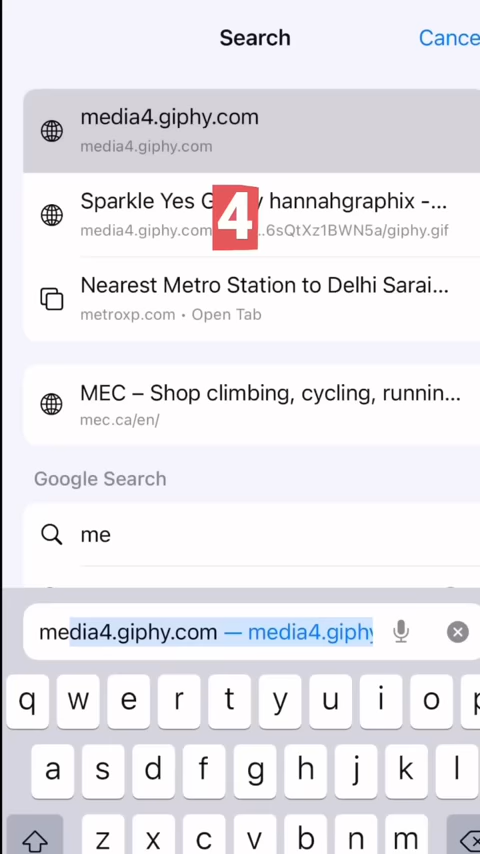 Search
Cance
media4.giphy.com
media4.giphy.com
Sparkle Yes G y hannahgraphix -...
media4.giphy.com ..6sQtXz1BWN5a/giphy.gif
4
Nearest Metro Station to Delhi Sarai...
metroxp.com • Open Tab
MEC – Shop climbing, cycling, runnin...
mec.ca/en/
Google Search
me
media4.giphy.com — media4.giphy
q w e r t y u i o p
a s d f g h j k l
z x c v b n m